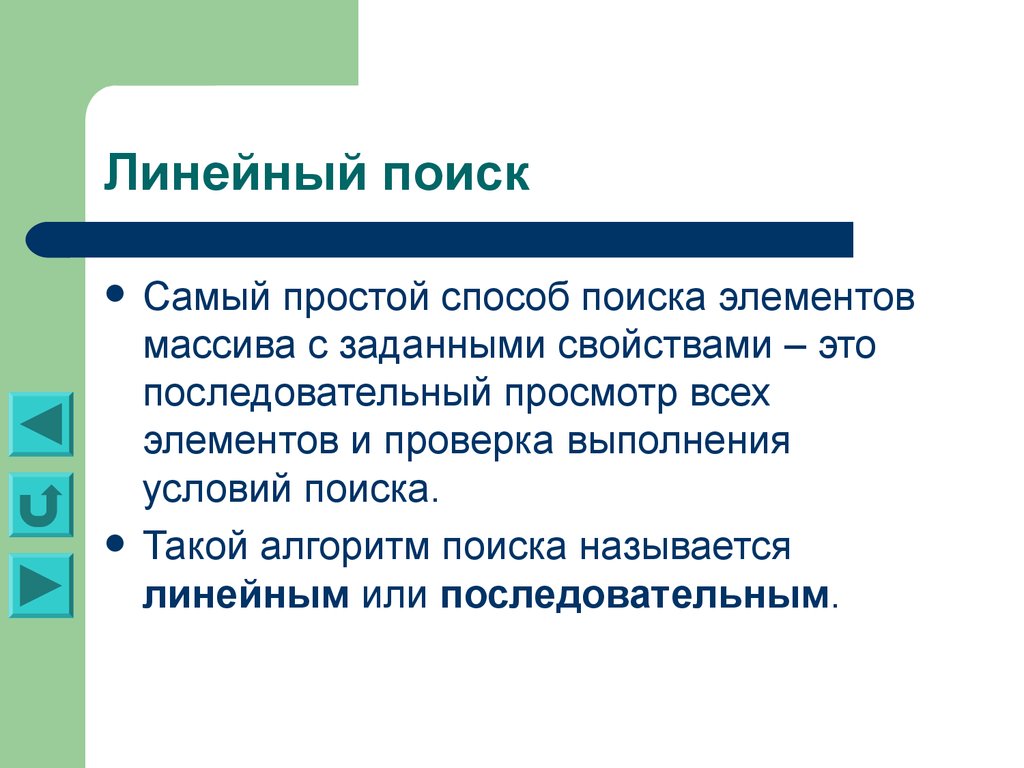 Линейный поиск
Самый простой способ поиска элементов
массива с заданными свойствами – это
последовательный просмотр всех
элементов и проверка выполнения
условий поиска.
Такой алгоритм поиска называется
линейным или последовательным.